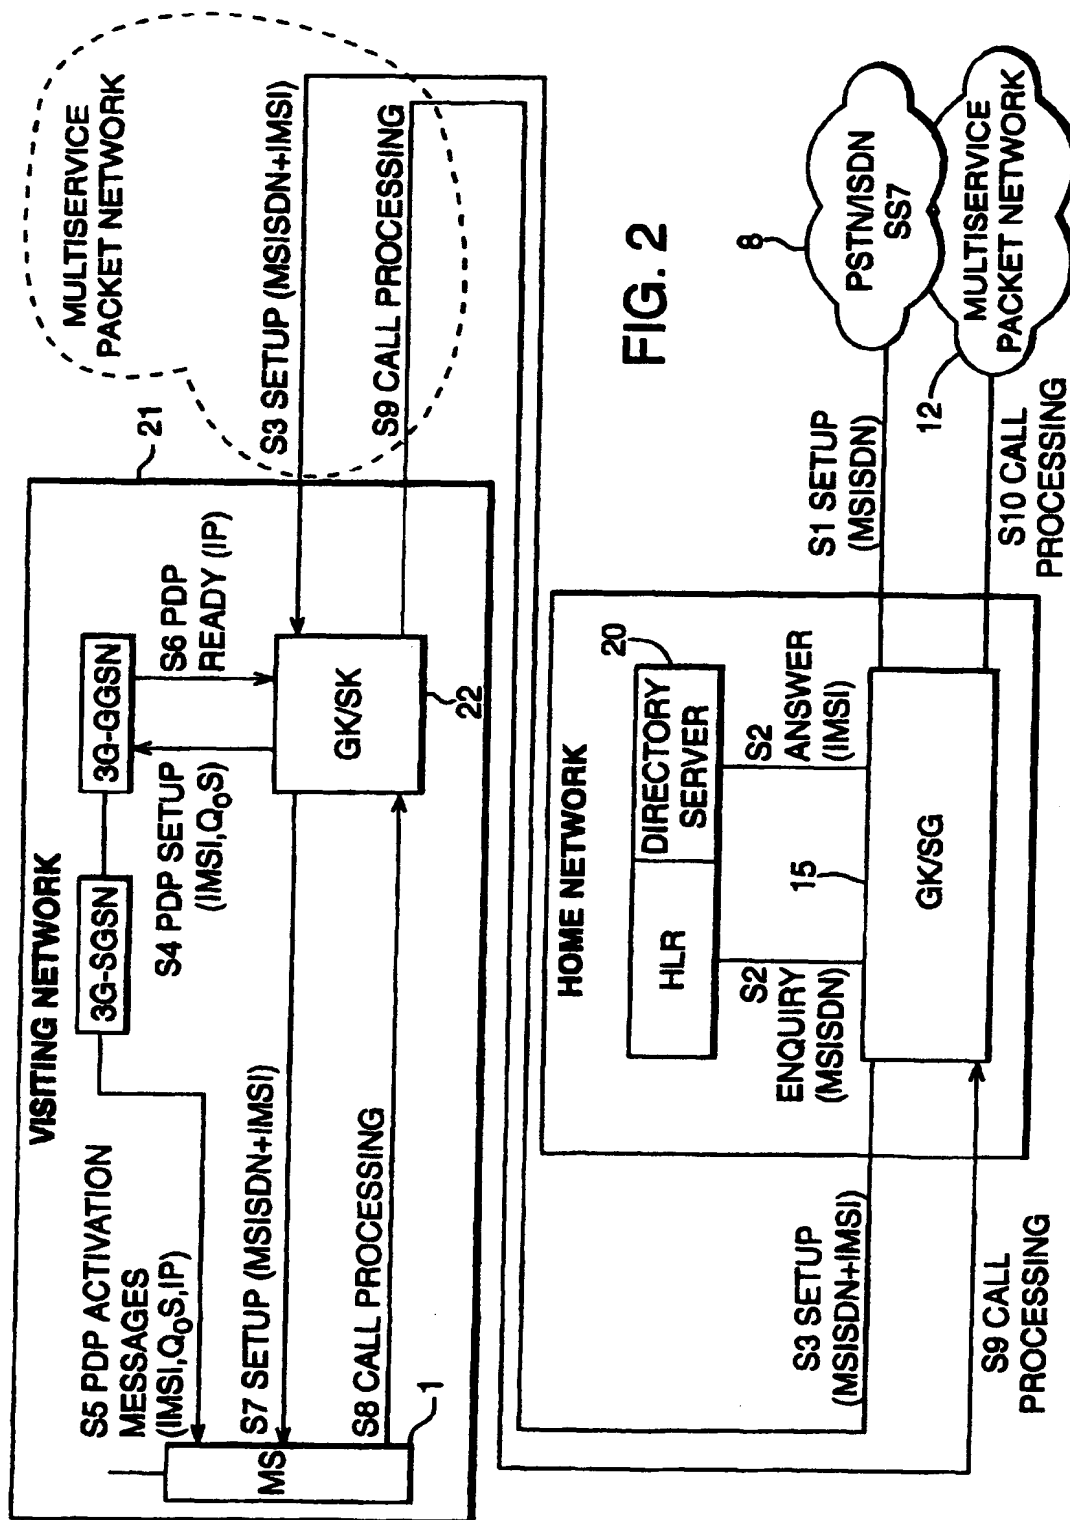 VISITING NETWORK
21
MULTISERVICE
PACKET NETWORK
S5 PDP ACTIVATION
MESSAGES
(IMSI,QoS,IP)
3G-SGSN
3G-GGSN
S4 PDP SETUP
(IMSI,QoS)
S6 PDP
READY (IP)
S7 SETUP (MSISDN+IMSI)
GK/SK
22
S3 SETUP (MSISDN+IMSI)
MS
1
S8 CALL PROCESSING
S9 CALL PROCESSING
HOME NETWORK
HLR
DIRECTORY
SERVER
20
S2
ENQUIRY
(MSISDN)
S2
ANSWER
(IMSI)
15
GK/SG
S3 SETUP
(MSISDN+IMSI)
S9 CALL
PROCESSING
S1 SETUP
(MSISDN)
S10 CALL
PROCESSING
FIG. 2
8
PSTN/ISDN
SS7
12
MULTISERVICE
PACKET NETWORK